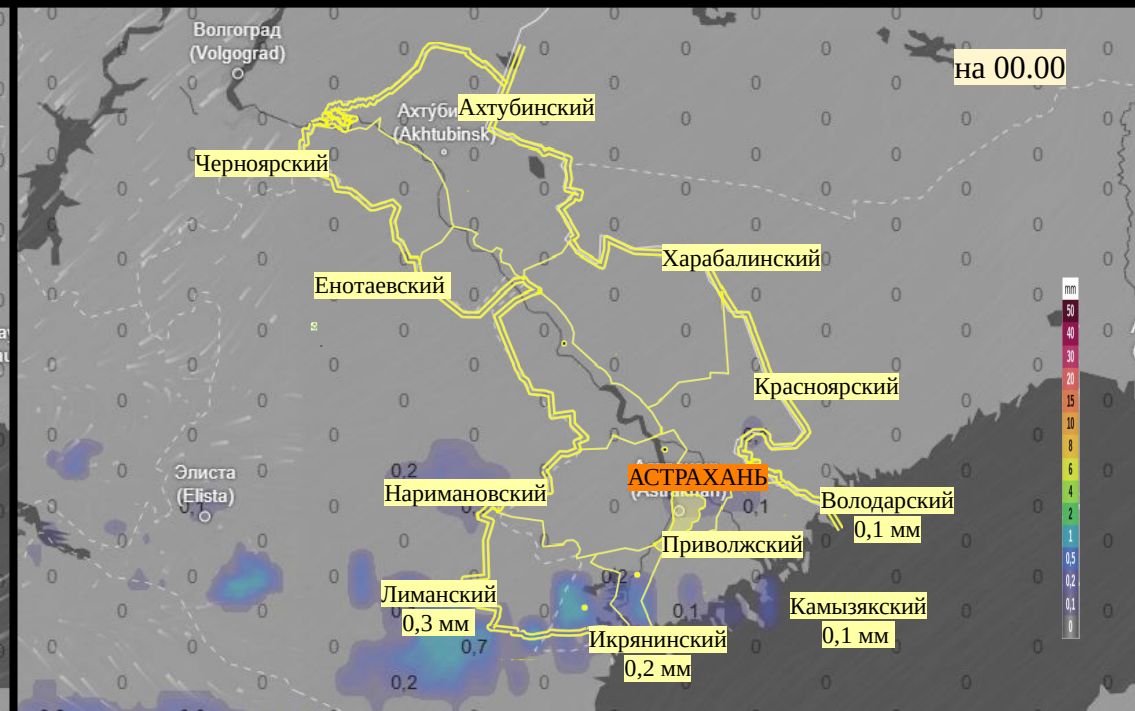 Волгоград
(Volgograd)
на 00.00
Ахтубинский
(Akhtubinsk)
Черноярский
Харабалинский
Енотаевский
mm
50
40
30
20
15
10
8
6
4
2
1
0,5
0,2
0,1
0
Красноярский
Элиста
(Elista)
0,2
АСТРАХАНЬ
Нариманoвский
Володарский
0,1 мм
0,1
0,1
Приволжский
0,2
Лиманский
0,3 мм
0,1
Камызякский
0,1 мм
Икрянинский
0,2 мм
0,7
0,2